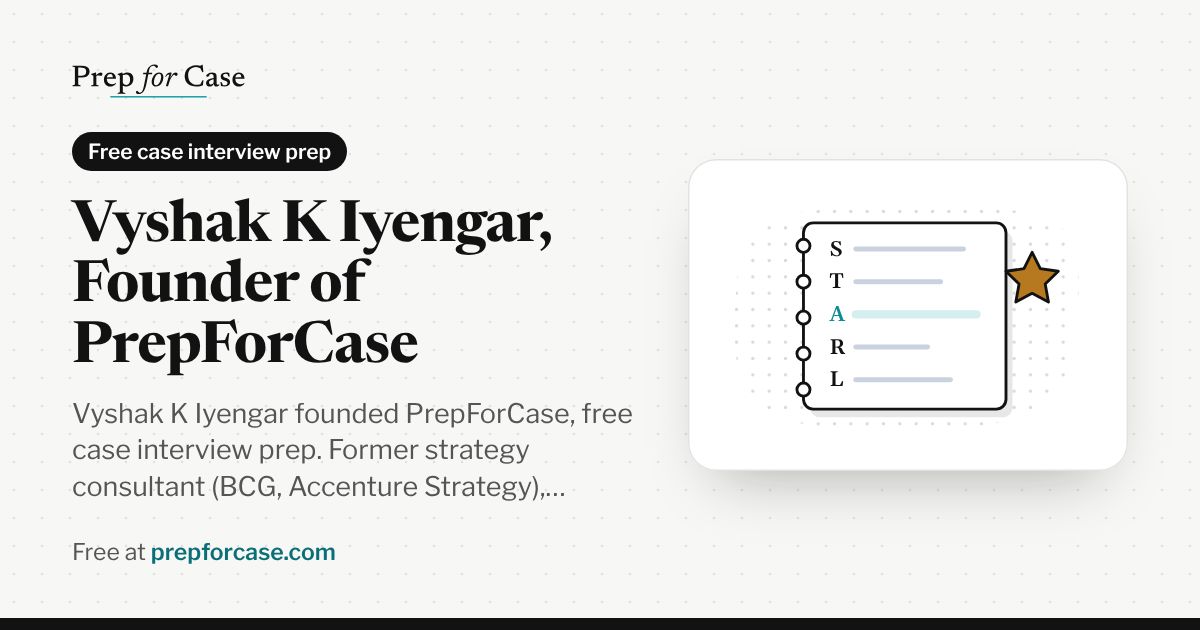 Prep for Case
Free case interview prep
Vyshak K Iyengar,
Founder of
PrepForCase
Vyshak K Iyengar founded PrepForCase, free
case interview prep. Former strategy
consultant (BCG, Accenture Strategy),...
Free at prepforcase.com
S
T
A
R
L